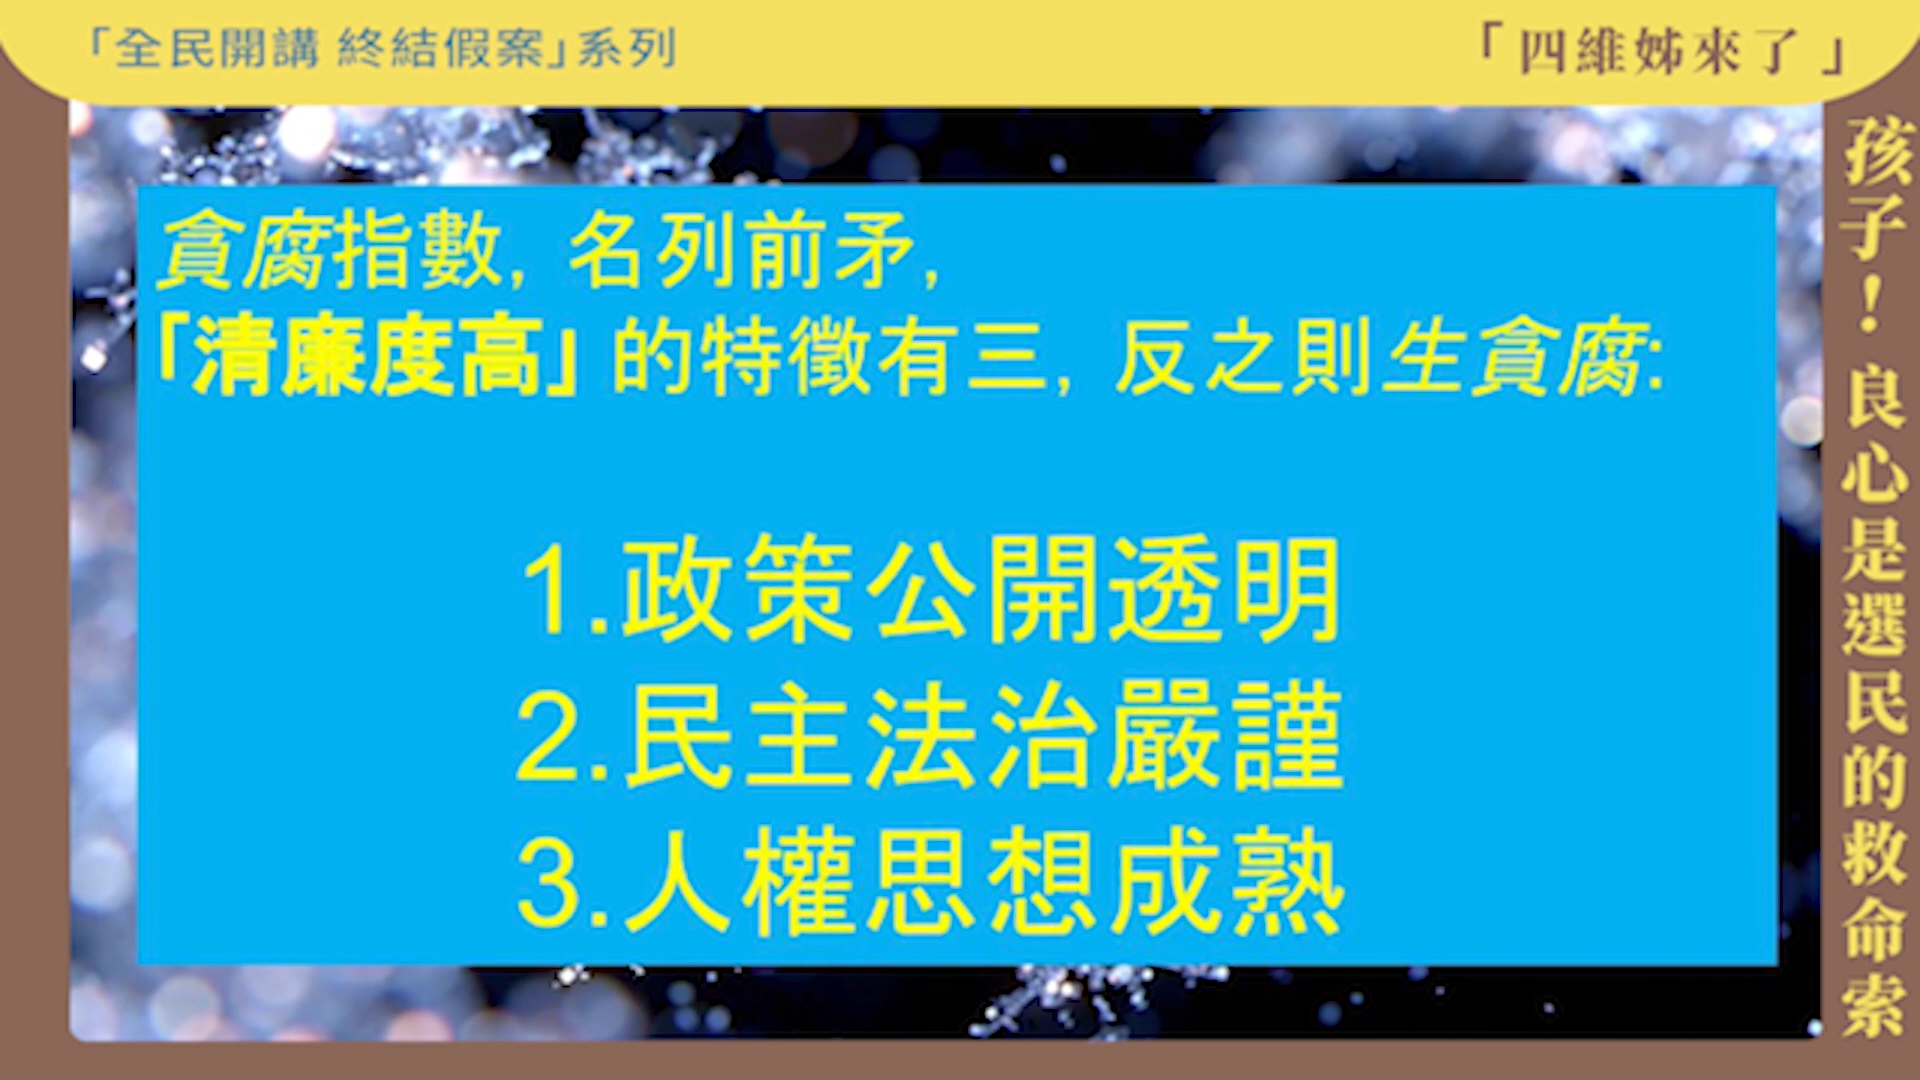 「全民開講 終結假案」系列
「四維姊來了」
貪腐指數, 名列前矛,
「清廉度高」的特徵有三, 反之則生貪腐:
1.政策公開透明
2.民主法治嚴謹
3.人權思想成熟
孩子！良心是選民的救命索